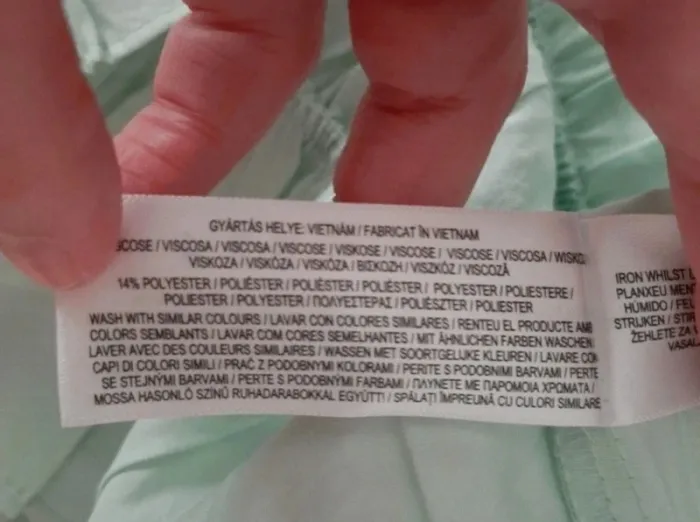 GYÁRTÁS HELYE: VIETNÁM / FABRICAT ÎN VIETNAM
/ VISCOSA / VISCOSA / VISCOSE / VISKOSE / VISCOSE / VISCOSE / VISCOSA /
VISKOZA / VISKÓZA / VISKÓZA / ΒΙΣΚΟΖΗ / VISZKÓZ / VISCOZĂ
14% POLYESTER / POLIÉSTER / POLIÈSTER / POLIÉSTER / POLYESTER / POLIESTERE /
POLIESTER / POLYESTER / ΠΟΛΥΕΣΤΕΡΑΣ / POLIÉSZTER / POLIESTER
WASH WITH SIMILAR COLOURS / LAVAR CON COLORES SIMILARES / RENTEU EL PRODUCTE AMB
COLORS SEMBLANTS / LAVAR COM CORES SEMELHANTES / MIT ÄHNLICHEN FARBEN WASCHEN
LAVER AVEC DES COULEURS SIMILAIRES / WASSEN MET SOORTGELIJKE KLEUREN / LAVARE CON
CAPI DI COLORI SIMILI / PRAĆ Z PODOBNYMI KOLORAMI / PERITE S PODOBNIMI BARVAMI / PERTE
SE STEJNÝMI BARVAMI / PERTE S PODOBNÝMI FARBAMI / ΠΛΥΝΕΤΕ ΜΕ ΠΑΡΟΜΟΙΑ ΧΡΩΜΑΤΑ /
MOSSA HASONLÓ SZÍNŰ RUHADARABOKKAL EGYÜTT! / SPĂLAȚI ÎMPREUNĂ CU CULORI SIMILARE
IRON WHILST
PLANXEU
HÚMIDO /
STRIJKEN /
ŽEHLETE